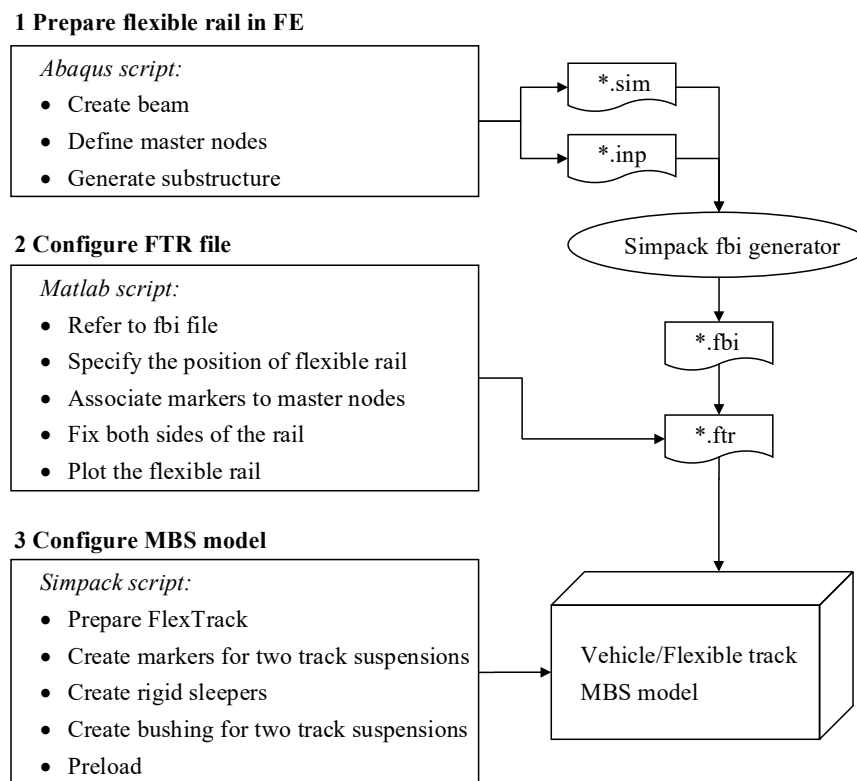 1 Prepare flexible rail in FE
Abaqus script:
• Create beam
• Define master nodes
• Generate substructure
*.sim
*.inp
Simpack fbi generator
2 Configure FTR file
Matlab script:
• Refer to fbi file
• Specify the position of flexible rail
• Associate markers to master nodes
• Fix both sides of the rail
• Plot the flexible rail
*.fbi
*.ftr
3 Configure MBS model
Simpack script:
• Prepare FlexTrack
• Create markers for two track suspensions
• Create rigid sleepers
• Create bushing for two track suspensions
• Preload
Vehicle/Flexible track
MBS model